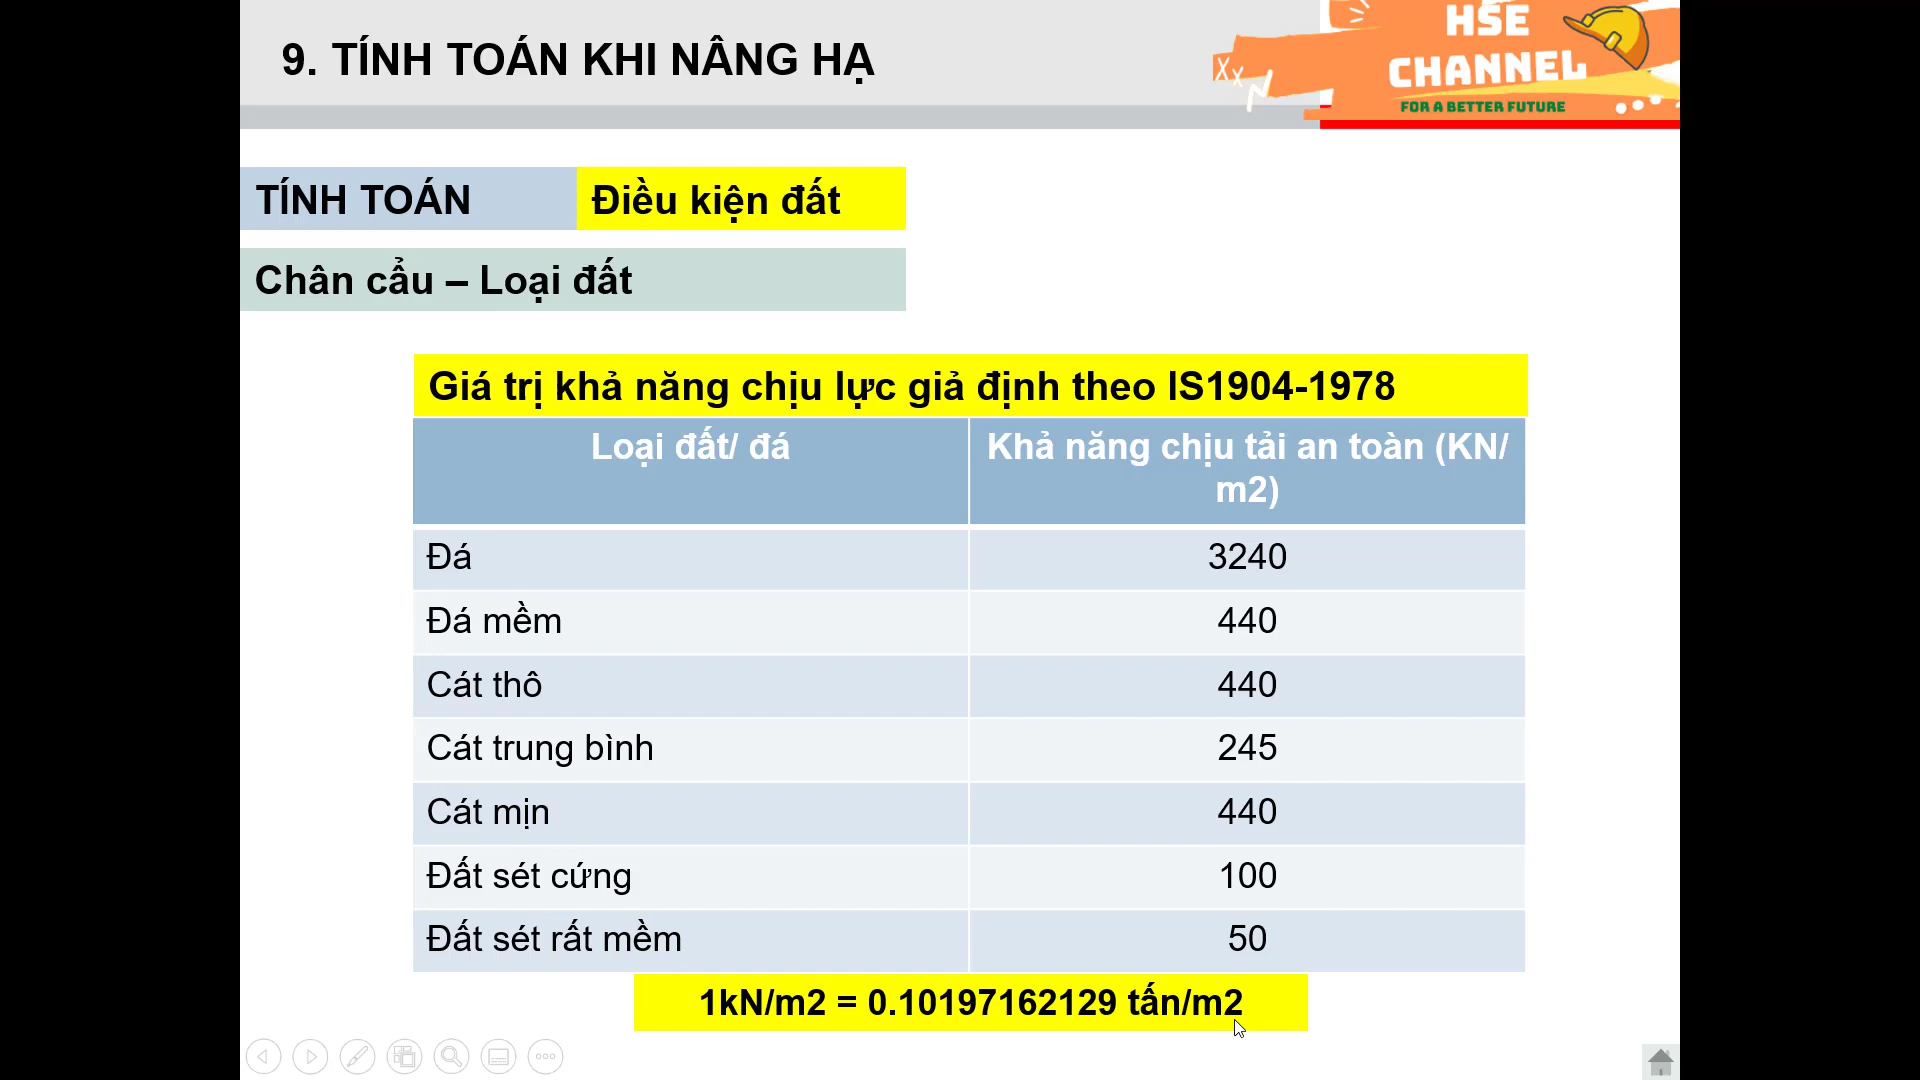 9. TÍNH TOÁN KHI NÂNG HẠ
HSE
CHANNEL
FOR A BETTER FUTURE
TÍNH TOÁN Điều kiện đất
Chân cẩu – Loại đất
Giá trị khả năng chịu lực giả định theo IS1904-1978
Loại đất/ đá Khả năng chịu tải an toàn (KN/
m2)
Đá 3240
Đá mềm 440
Cát thô 440
Cát trung bình 245
Cát mịn 440
Đất sét cứng 100
Đất sét rất mềm 50
1kN/m2 = 0.10197162129 tấn/m2